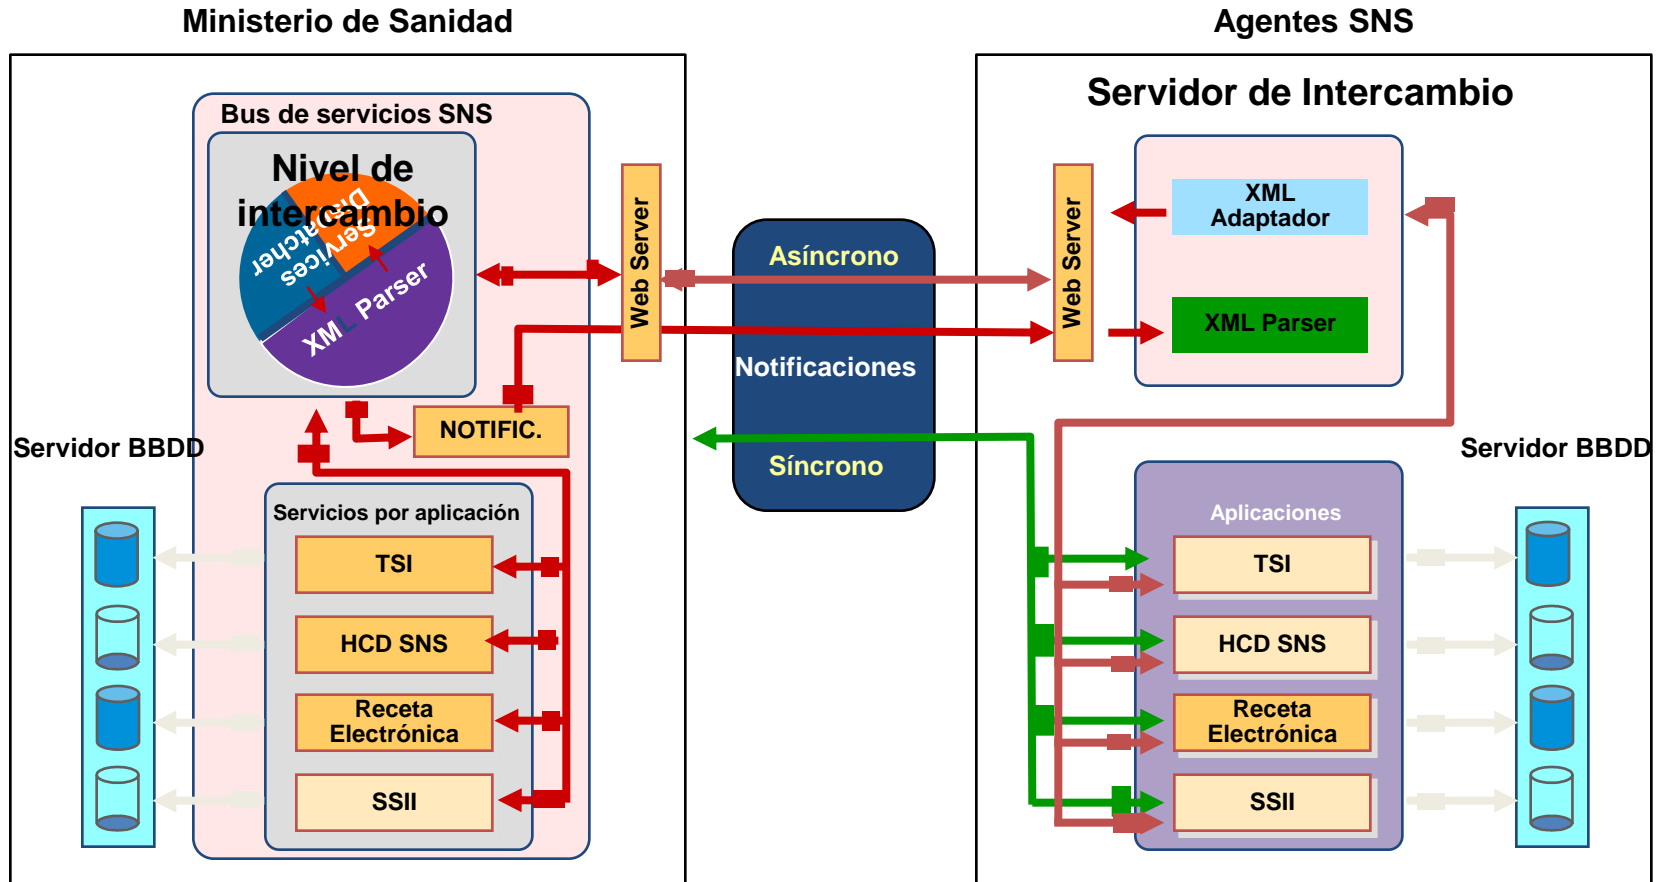 Ministerio de Sanidad
Agentes SNS
Bus de servicios SNS
Nivel de
intercambio
Services
Dispatcher
XML Parser
Web Server
NOTIFIC.
Servidor BBDD
Servicios por aplicación
TSI
HCD SNS
Receta
Electrónica
SSII
Asíncrono
Notificaciones
Síncrono
Servidor de Intercambio
Web Server
XML
Adaptador
XML Parser
Servidor BBDD
Aplicaciones
TSI
HCD SNS
Receta
Electrónica
SSII